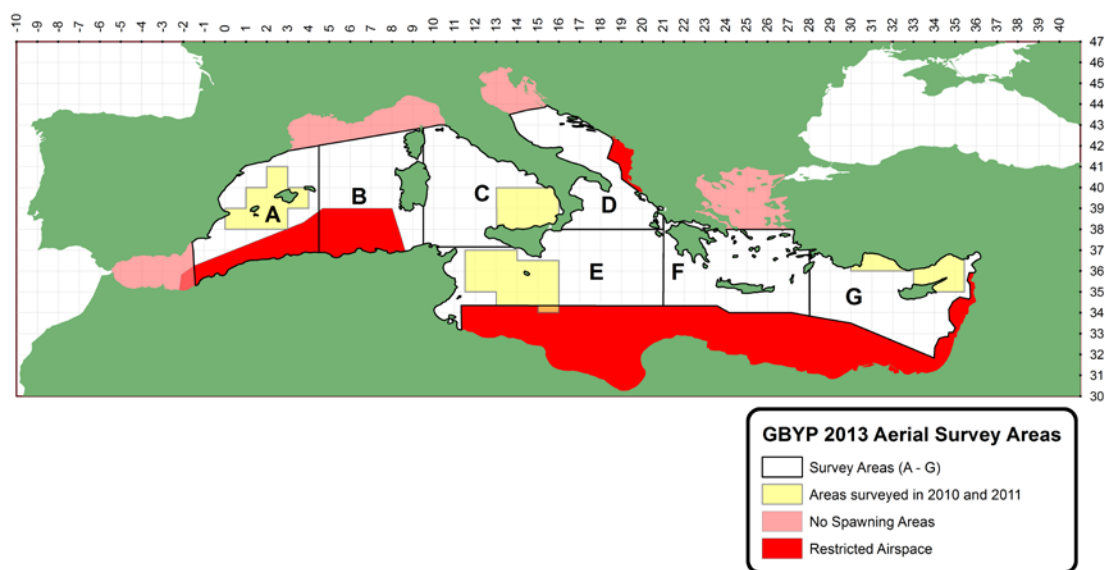 -10 -9 -8 -7 -6 -5 -4 -3 -2 -1 0 1 2 3 4 5 6 7 8 9 10 11 12 13 14 15 16 17 18 19 20 21 22 23 24 25 26 27 28 29 30 31 32 33 34 35 36 37 38 39 40
47
46
45
44
43
42
41
40
39
38
37
36
35
34
33
32
31
30
A
B
C
D
E
F
G
GBYP 2013 Aerial Survey Areas
Survey Areas (A - G)
Areas surveyed in 2010 and 2011
No Spawning Areas
Restricted Airspace